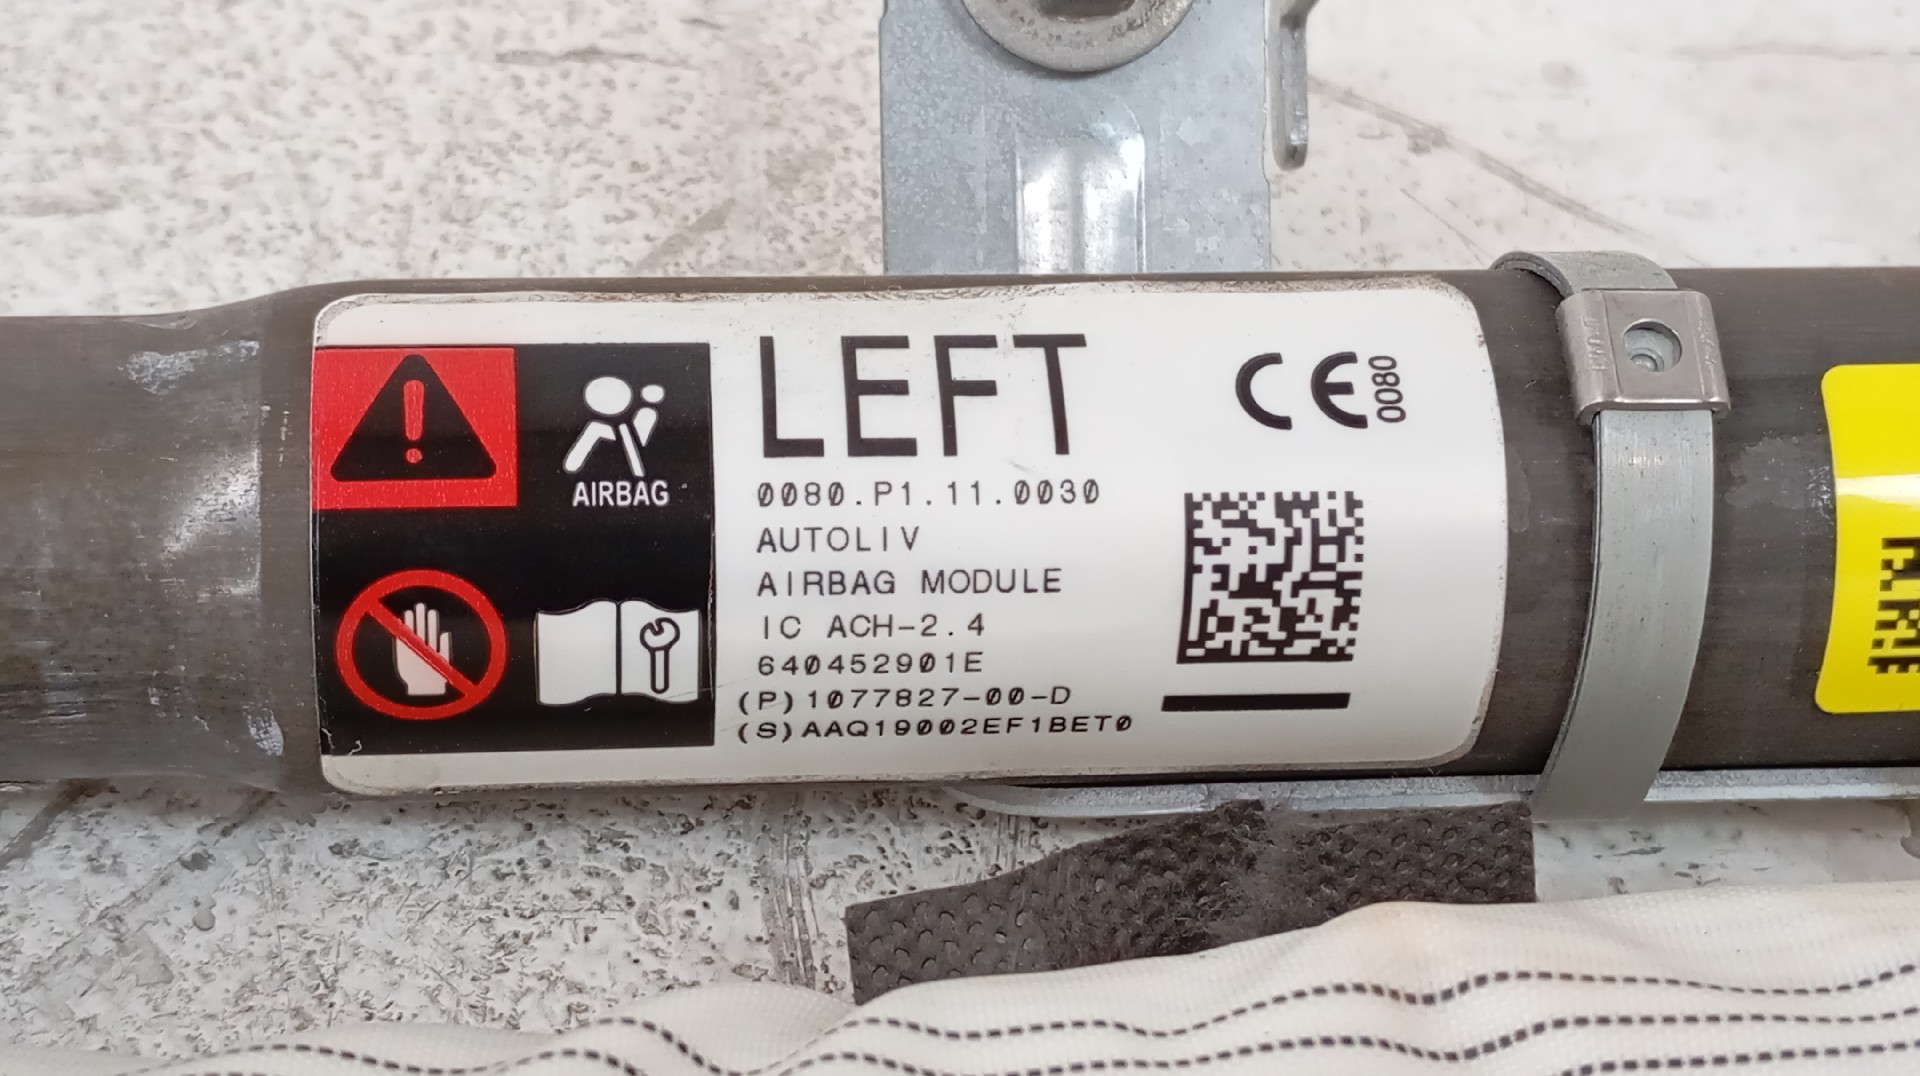 AIRBAG
LEFT
CE
0080
0080.P1.11.0030
AUTOLIV
AIRBAG MODULE
IC ACH-2.4
640452901E
(P)1077827-00-D
(S)AAQ19002EF1BET0